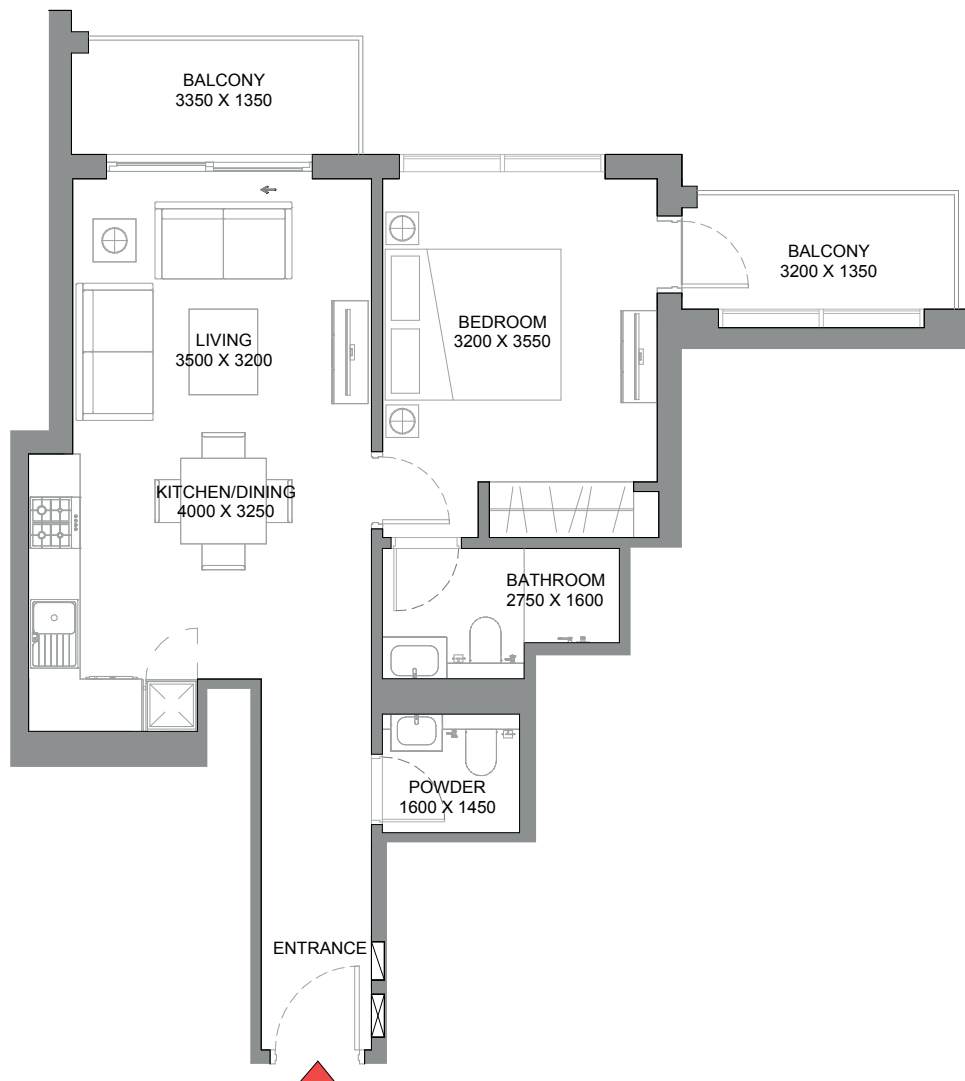 BALCONY
3350 X 1350
BALCONY
3200 X 1350
BEDROOM
3200 X 3550
LIVING
3500 X 3200
KITCHEN/DINING
4000 X 3250
BATHROOM
2750 X 1600
POWDER
1600 X 1450
ENTRANCE